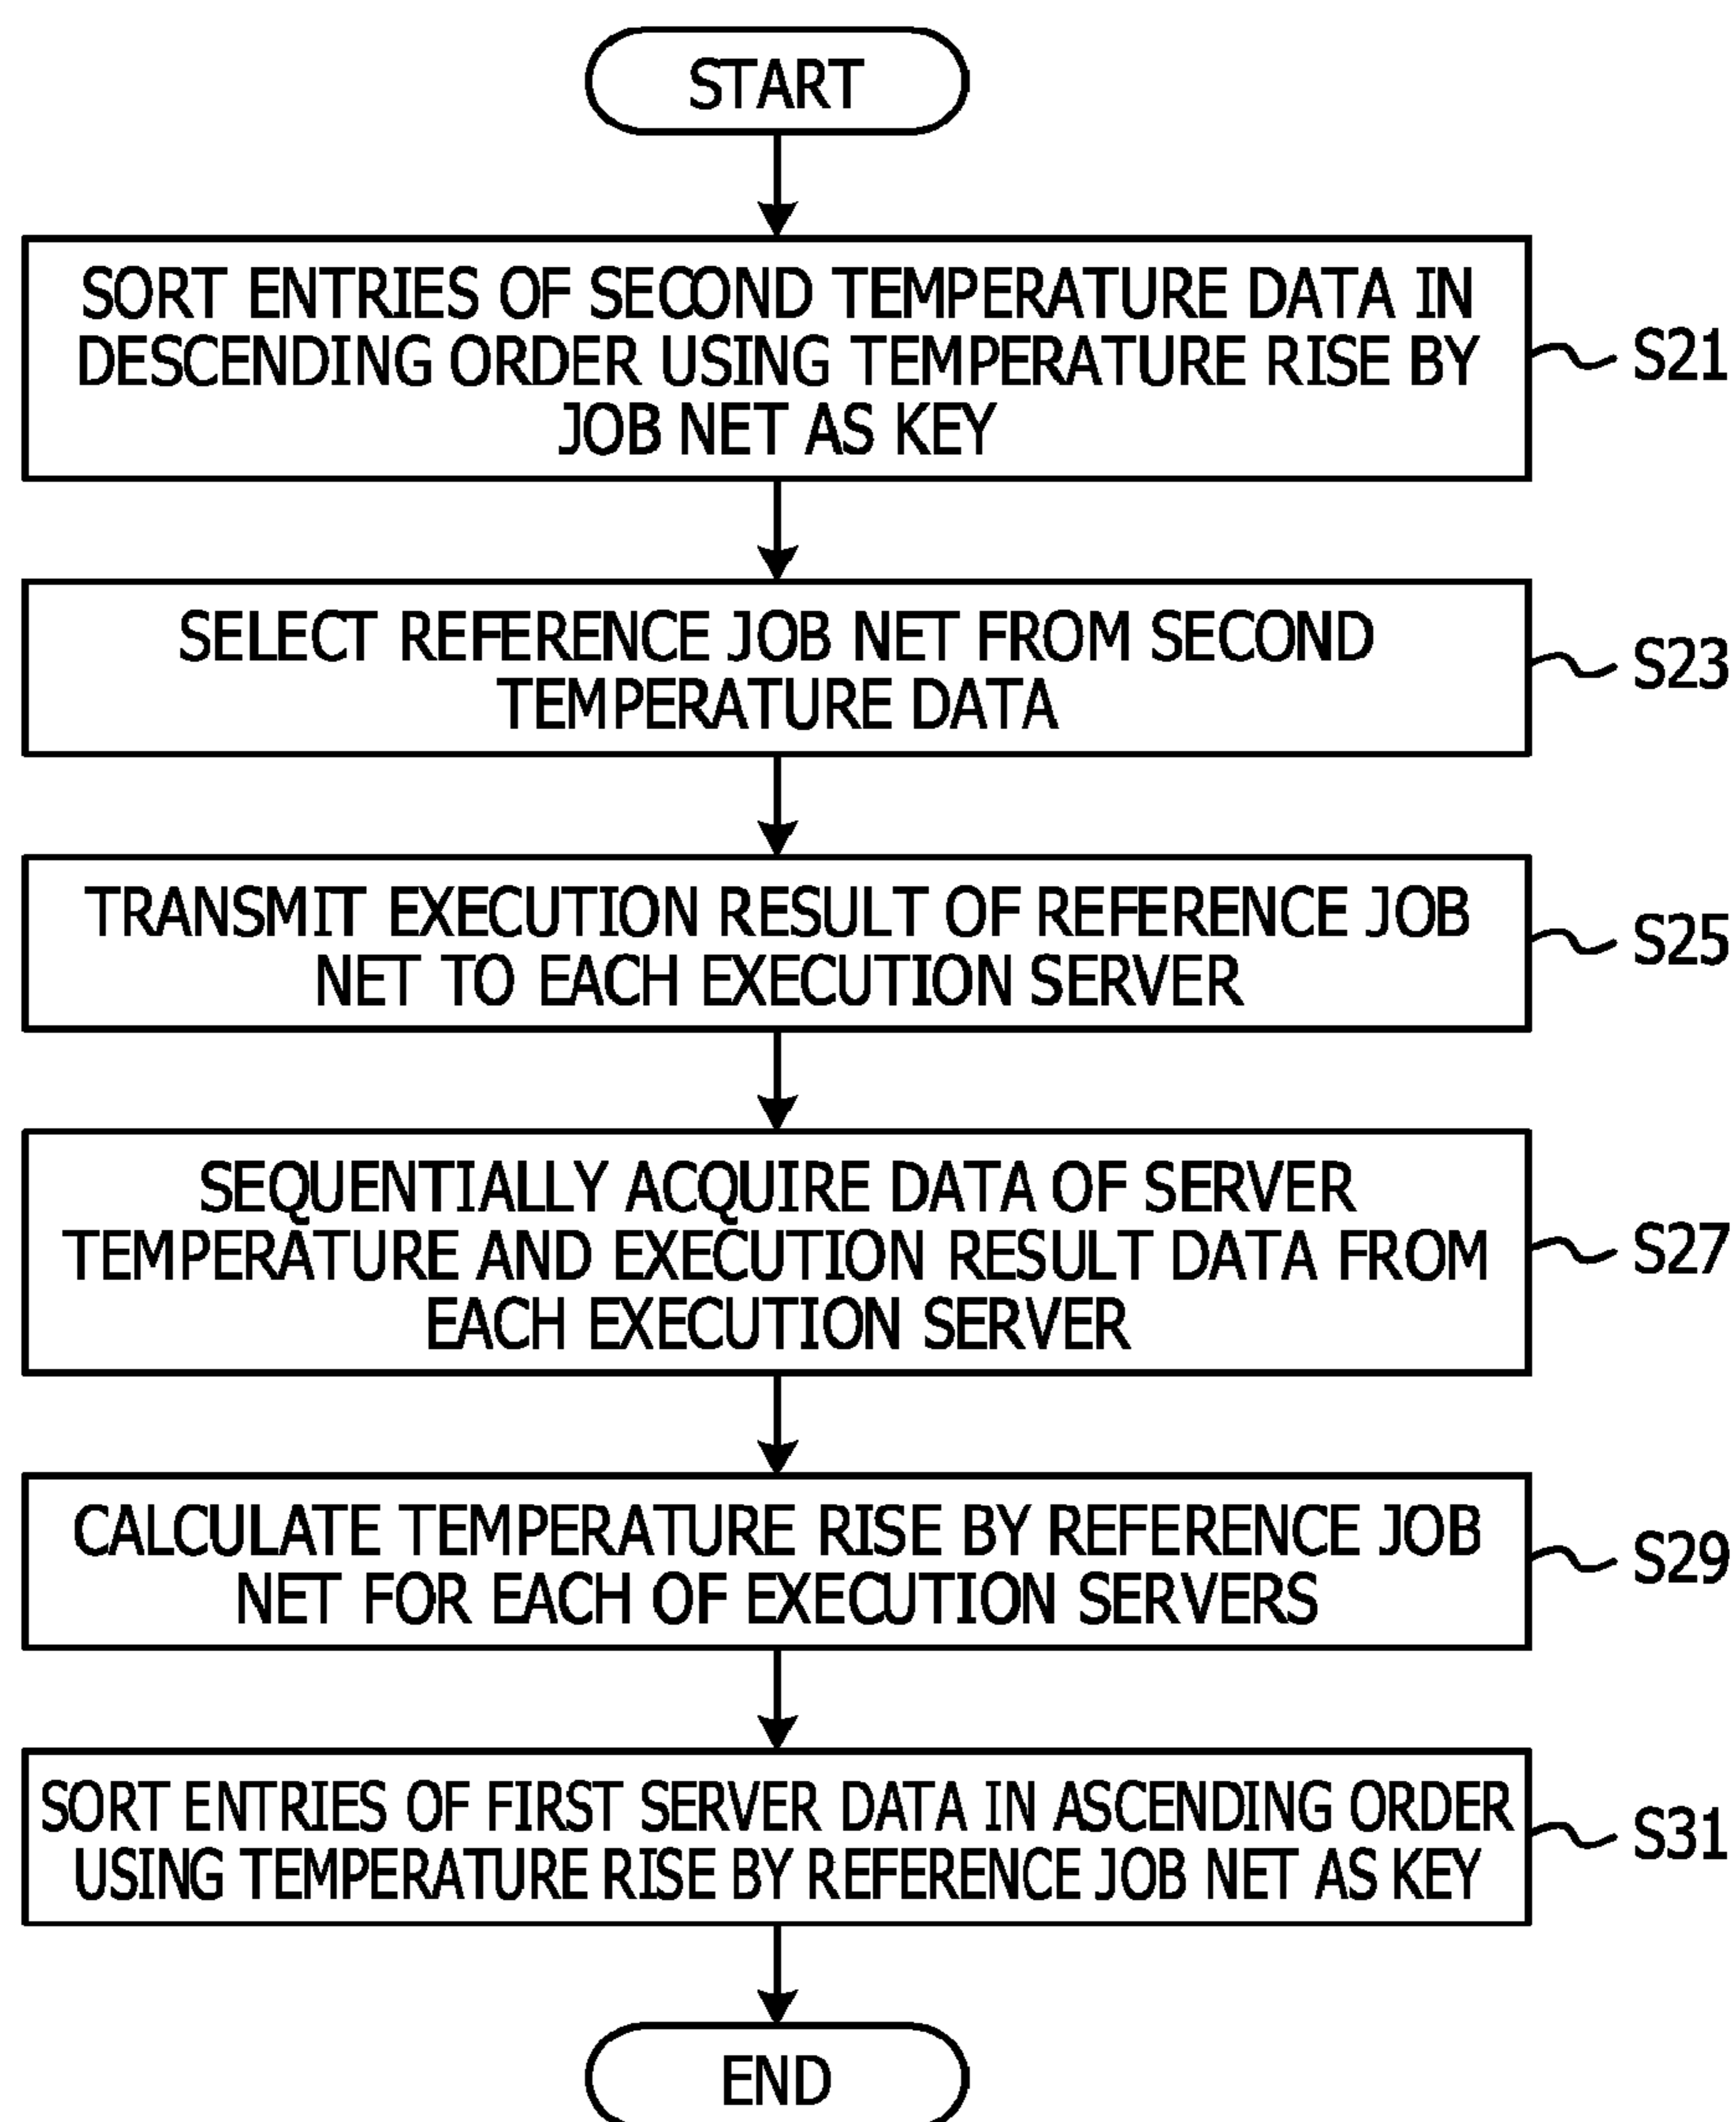 START
SORT ENTRIES OF SECOND TEMPERATURE DATA IN
DESCENDING ORDER USING TEMPERATURE RISE BY
JOB NET AS KEY
S21
SELECT REFERENCE JOB NET FROM SECOND
TEMPERATURE DATA
S23
TRANSMIT EXECUTION RESULT OF REFERENCE JOB
NET TO EACH EXECUTION SERVER
S25
SEQUENTIALLY ACQUIRE DATA OF SERVER
TEMPERATURE AND EXECUTION RESULT DATA FROM
EACH EXECUTION SERVER
S27
CALCULATE TEMPERATURE RISE BY REFERENCE JOB
NET FOR EACH OF EXECUTION SERVERS
S29
SORT ENTRIES OF FIRST SERVER DATA IN ASCENDING ORDER
USING TEMPERATURE RISE BY REFERENCE JOB NET AS KEY
S31
END